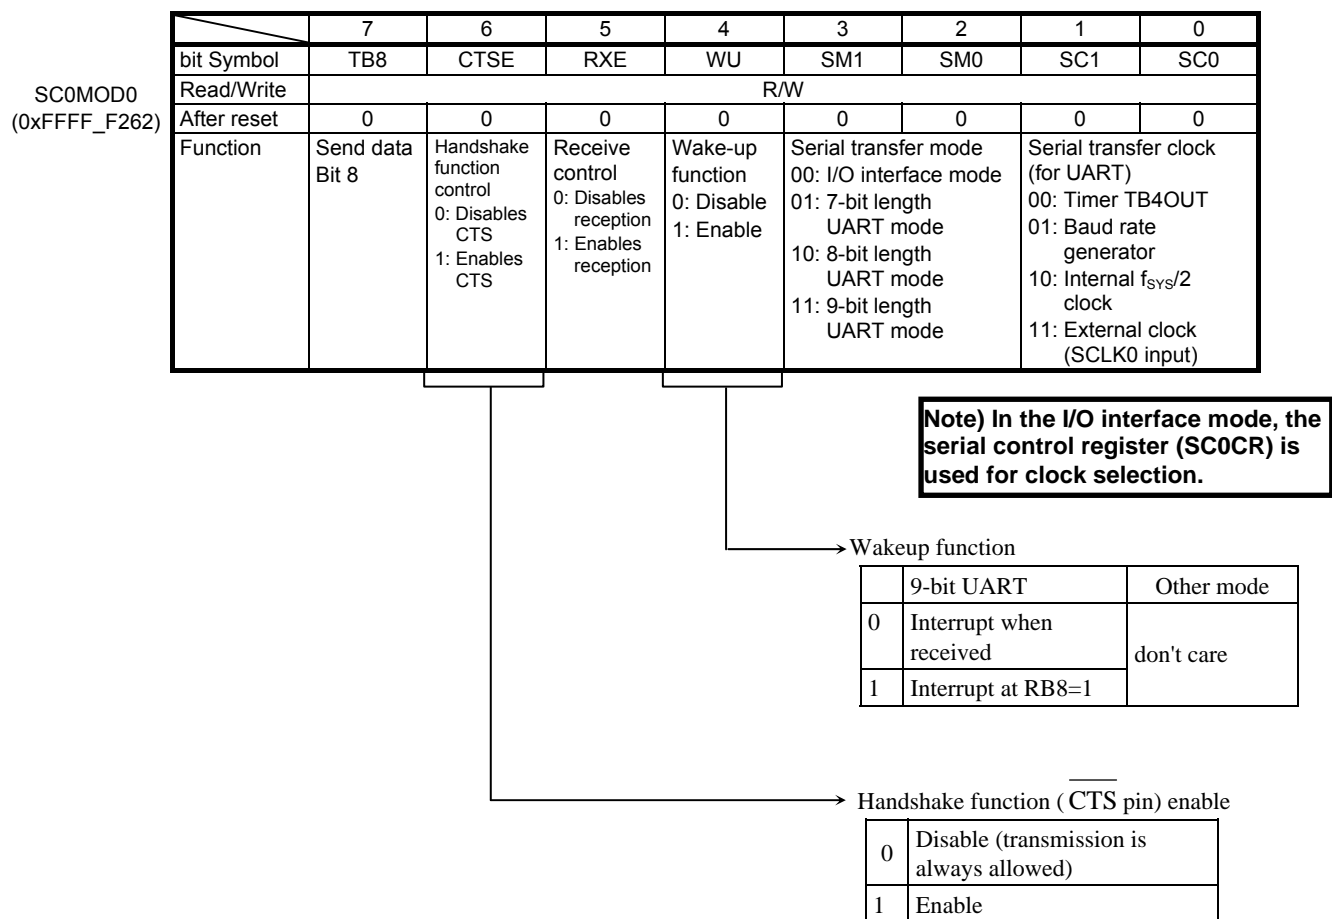 7 6 5 4 3 2 1 0
bit Symbol TB8 CTSE RXE WU SM1 SM0 SC1 SC0
SC0MOD0
(0xFFFF_F262)
Read/Write R/W
After reset 0 0 0 0 0 0 0 0
Function
Send data
Bit 8
Handshake
function
control
0: Disables
CTS
1: Enables
CTS
Receive
control
0: Disables
reception
1: Enables
reception
Wake-up
function
0: Disable
1: Enable
Serial transfer mode
00: I/O interface mode
01: 7-bit length
UART mode
10: 8-bit length
UART mode
11: 9-bit length
UART mode
Serial transfer clock
(for UART)
00: Timer TB4OUT
01: Baud rate
generator
10: Internal fSYS/2
clock
11: External clock
(SCLK0 input)
Note) In the I/O interface mode, the
serial control register (SC0CR) is
used for clock selection.
Wakeup function
9-bit UART Other mode
0 Interrupt when
received
don't care
1 Interrupt at RB8=1
Handshake function ( CTS pin) enable
0 Disable (transmission is
always allowed)
1 Enable